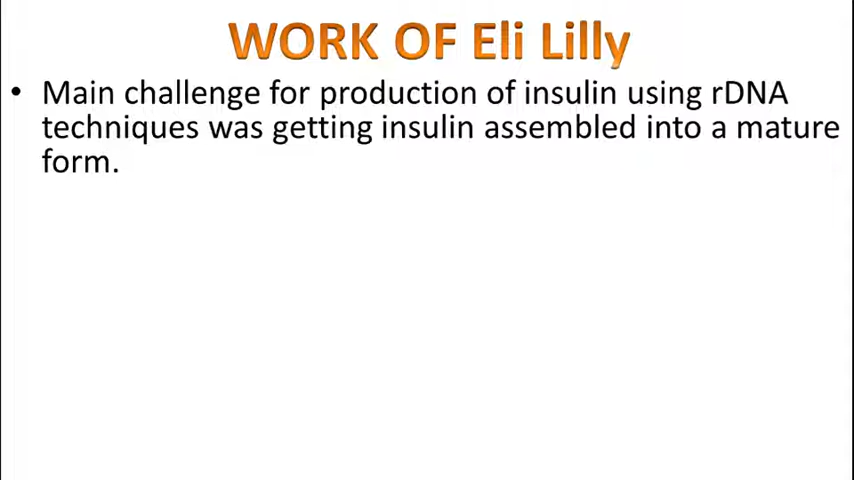 WORK OF Eli Lilly
• Main challenge for production of insulin using rDNA
techniques was getting insulin assembled into a mature
form.